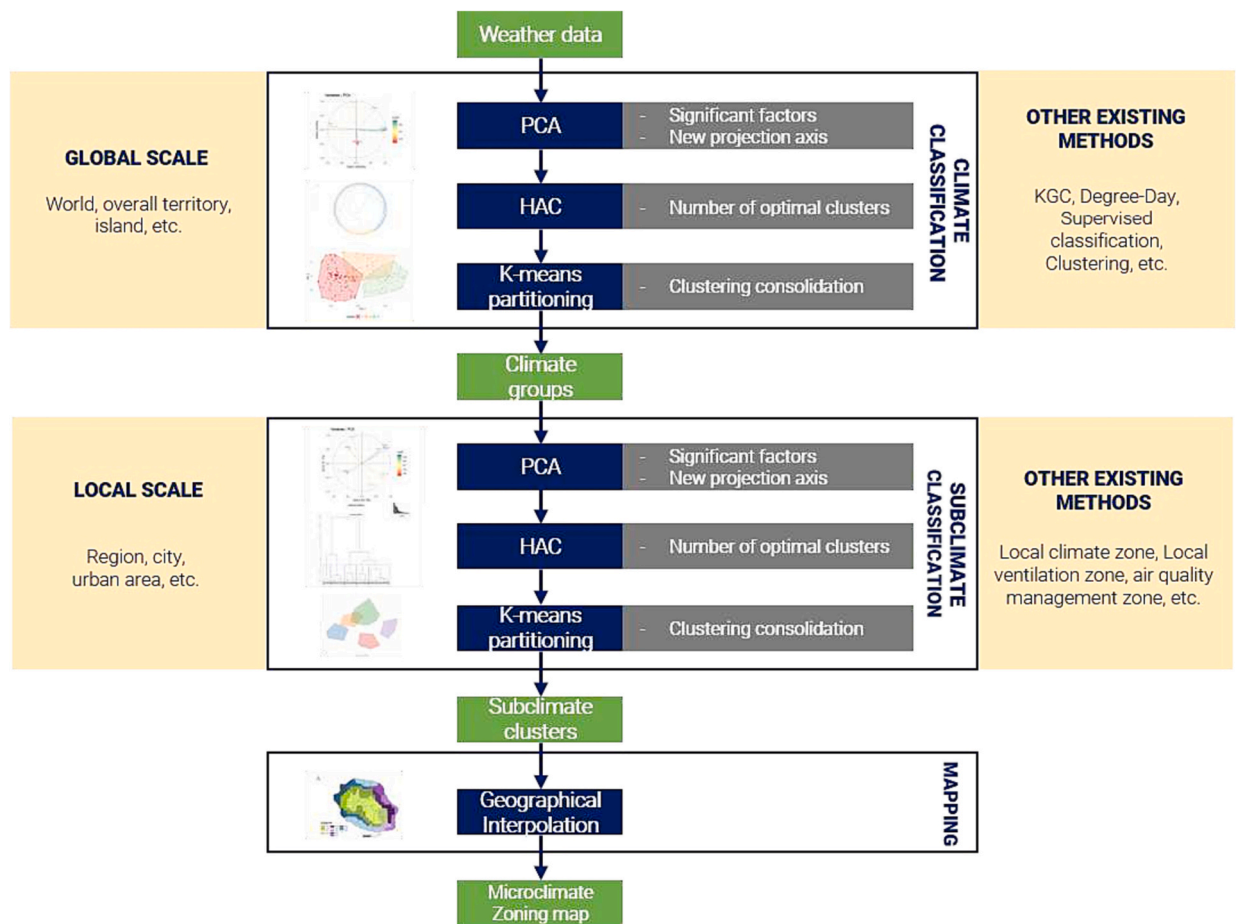 Weather data
GLOBAL SCALE
World, overall territory,
island, etc.
PCA
- Significant factors
- New projection axis
HAC
- Number of optimal clusters
K-means
partitioning
- Clustering consolidation
CLIMATE
CLASSIFICATION
OTHER EXISTING
METHODS
KGC, Degree-Day,
Supervised
classification,
Clustering, etc.
Climate
groups
LOCAL SCALE
Region, city,
urban area, etc.
PCA
- Significant factors
- New projection axis
HAC
- Number of optimal clusters
K-means
partitioning
- Clustering consolidation
SUBCLIMATE
CLASSIFICATION
OTHER EXISTING
METHODS
Local climate zone, Local
ventilation zone, air quality
management zone, etc.
Subclimate
clusters
Geographical
Interpolation
MAPPING
Microclimate
Zoning map